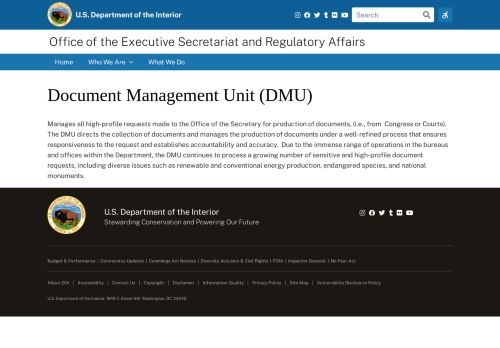 U.S. Department of the Interior
Search
Office of the Executive Secretariat and Regulatory Affairs
Home Who We Are What We Do
Document Management Unit (DMU)
Manages all high-profile requests made to the Office of the Secretary for production of documents, (i.e., from Congress or Courts).
The DMU directs the collection of documents and manages the production of documents under a well-refined process that ensures
responsiveness to the request and establishes accountability and accuracy. Due to the immense range of operations in the bureaus
and offices within the Department, the DMU continues to process a growing number of sensitive and high-profile document
requests, including diverse issues such as renewable and conventional energy production, endangered species, and national
monuments.
U.S. Department of the Interior
Stewarding Conservation and Powering Our Future
Budget & Performance | Coronavirus Updates | Cummings Act Notices | Diversity, Inclusion & Civil Rights | FOIA | Inspector General | No Fear Act
About DOI | Accessibility | Contact Us | Copyright | Disclaimer | Information Quality | Privacy Policy | Site Map | Vulnerability Disclosure Policy
U.S. Department of the Interior, 1849 C Street NW, Washington, DC 20240.